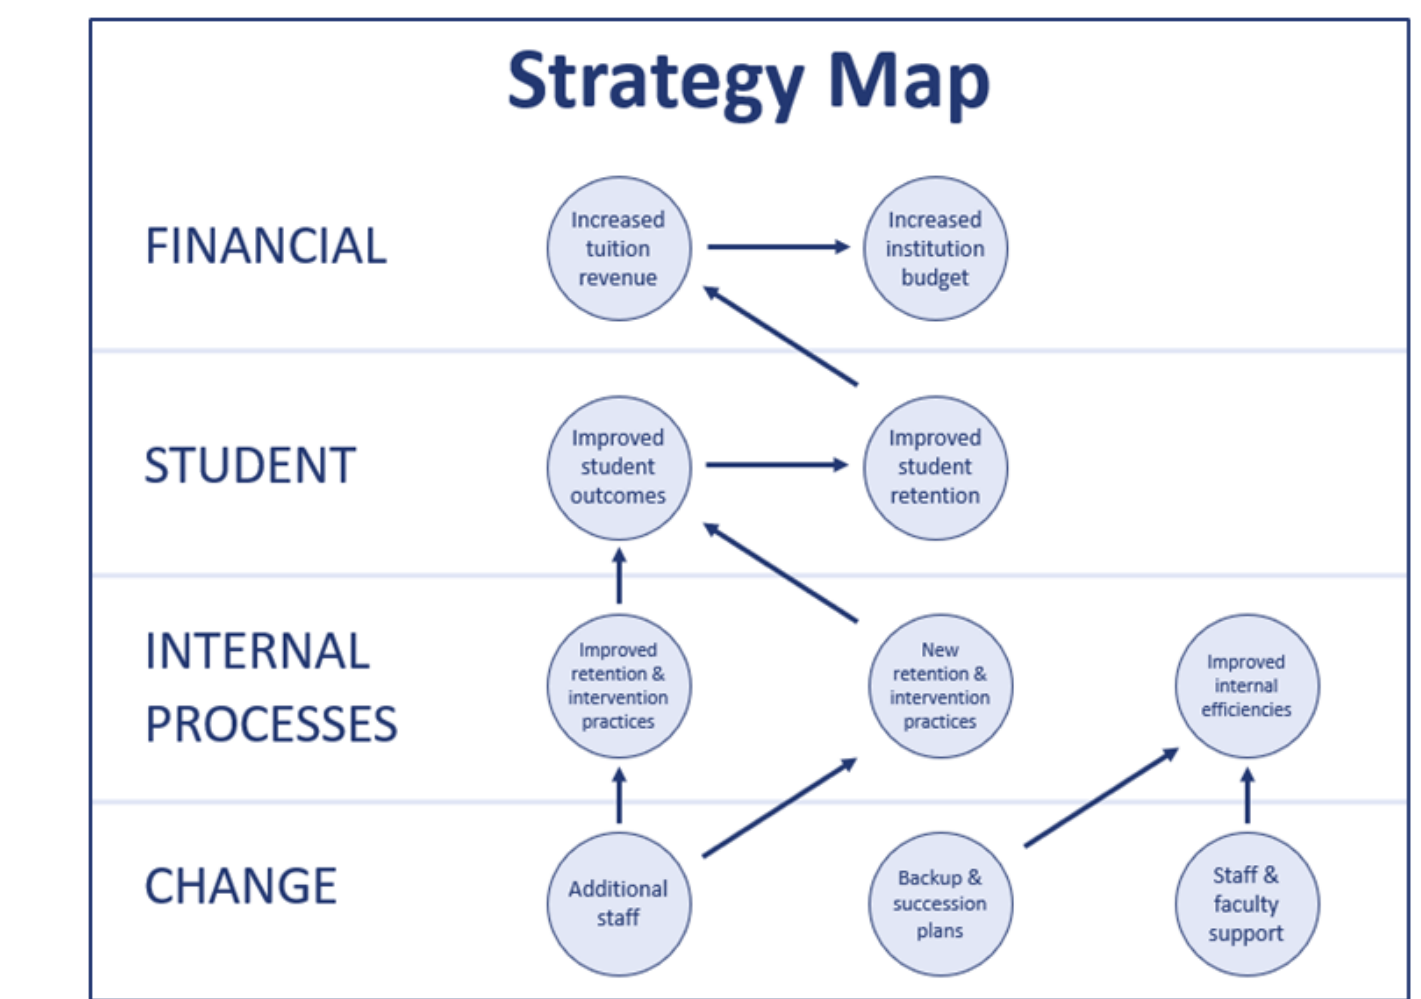 Strategy Map
FINANCIAL
Increased
tuition
revenue
Increased
institution
budget
STUDENT
Improved
student
outcomes
Improved
student
retention
INTERNAL
PROCESSES
Improved
retention &
intervention
practices
New
retention &
intervention
practices
Improved
internal
efficiencies
CHANGE
Additional
staff
Backup &
succession
plans
Staff &
faculty
support